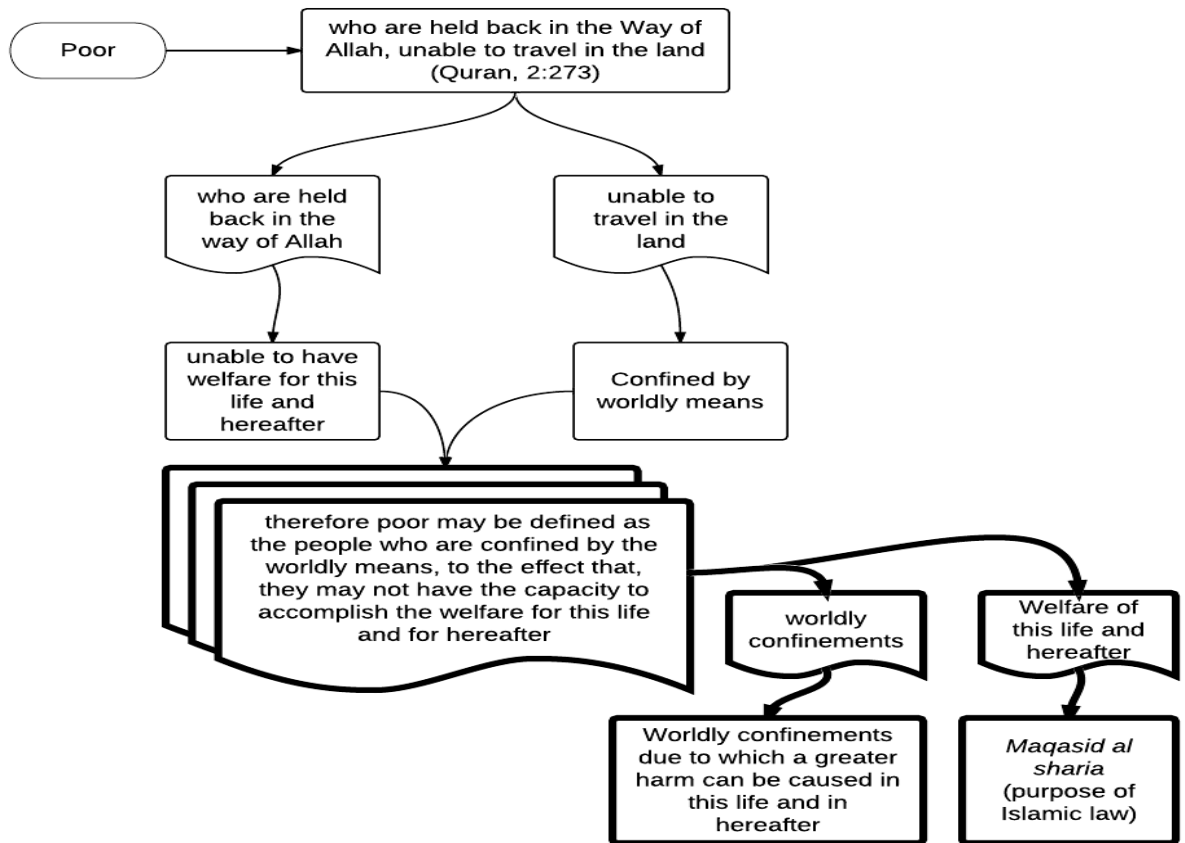 Poor
who are held back in the Way of
Allah, unable to travel in the land
(Quran, 2:273)
who are held
back in the
way of Allah
unable to
travel in the
land
unable to have
welfare for this
life and
hereafter
Confined by
worldly means
therefore poor may be defined as
the people who are confined by the
worldly means, to the effect that,
they may not have the capacity to
accomplish the welfare for this life
and for hereafter
worldly
confinements
Welfare of
this life and
hereafter
Worldly confinements
due to which a greater
harm can be caused in
this life and in
hereafter
Maqasid al
sharia
(purpose of
Islamic law)